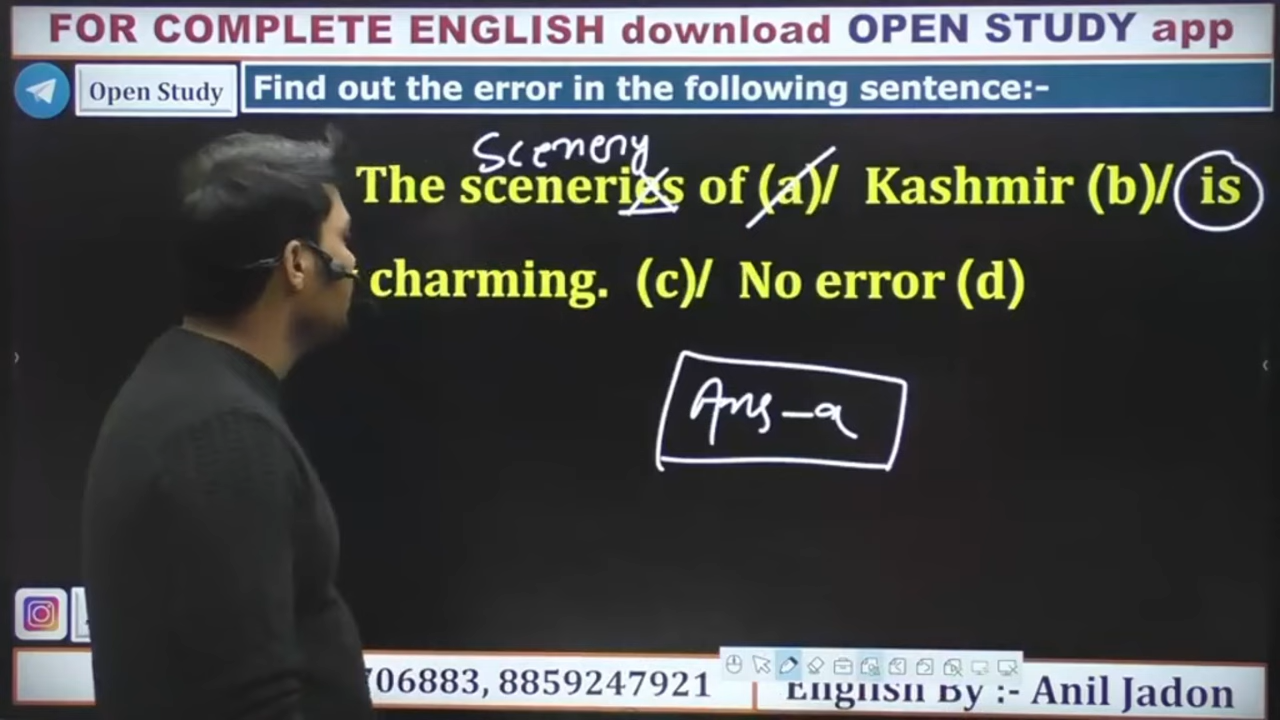 FOR COMPLETE ENGLISH download OPEN STUDY app
Open Study
Find out the error in the following sentence:-
Scenery
The sceneries of (a)/ Kashmir (b)/ is
charming. (c)/ No error (d)
Ans-a
706883, 8859247921
English By :- Anil Jadon